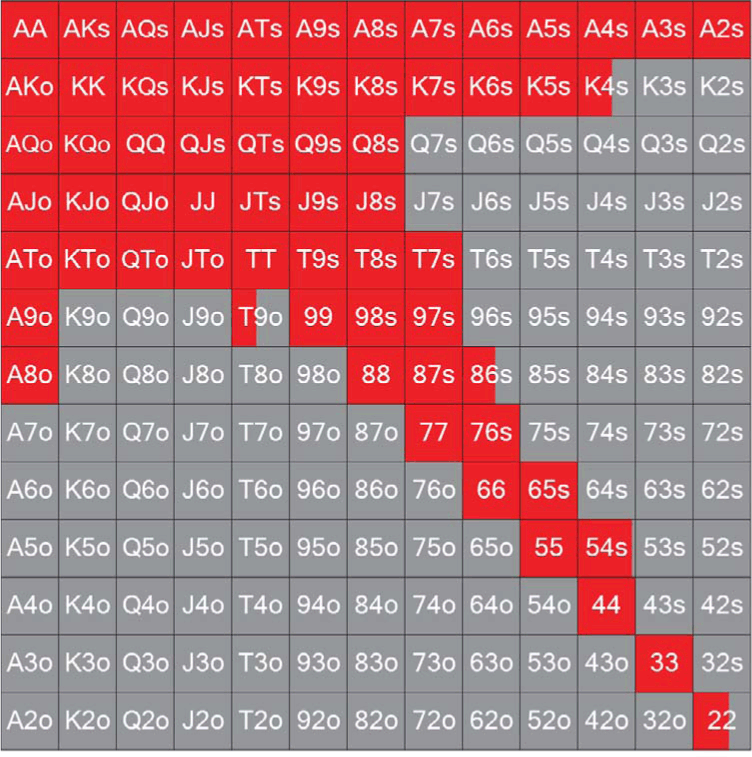 AA AKs AQs AJs ATs A9s A8s A7s A6s A5s A4s A3s A2s
AKo KK KQs KJs KTs K9s K8s K7s K6s K5s K4s K3s K2s
AQo KQo QQ QJs QTs Q9s Q8s Q7s Q6s Q5s Q4s Q3s Q2s
AJo KJo QJo JJ JTs J9s J8s J7s J6s J5s J4s J3s J2s
ATo KTo QTo JTo TT T9s T8s T7s T6s T5s T4s T3s T2s
A9o K9o Q9o J9o T9o 99 98s 97s 96s 95s 94s 93s 92s
A8o K8o Q8o J8o T8o 98o 88 87s 86s 85s 84s 83s 82s
A7o K7o Q7o J7o T7o 97o 87o 77 76s 75s 74s 73s 72s
A6o K6o Q6o J6o T6o 96o 86o 76o 66 65s 64s 63s 62s
A5o K5o Q5o J5o T5o 95o 85o 75o 65o 55 54s 53s 52s
A4o K4o Q4o J4o T4o 94o 84o 74o 64o 54o 44 43s 42s
A3o K3o Q3o J3o T3o 93o 83o 73o 63o 53o 43o 33 32s
A2o K2o Q2o J2o T2o 92o 82o 72o 62o 52o 42o 32o 22